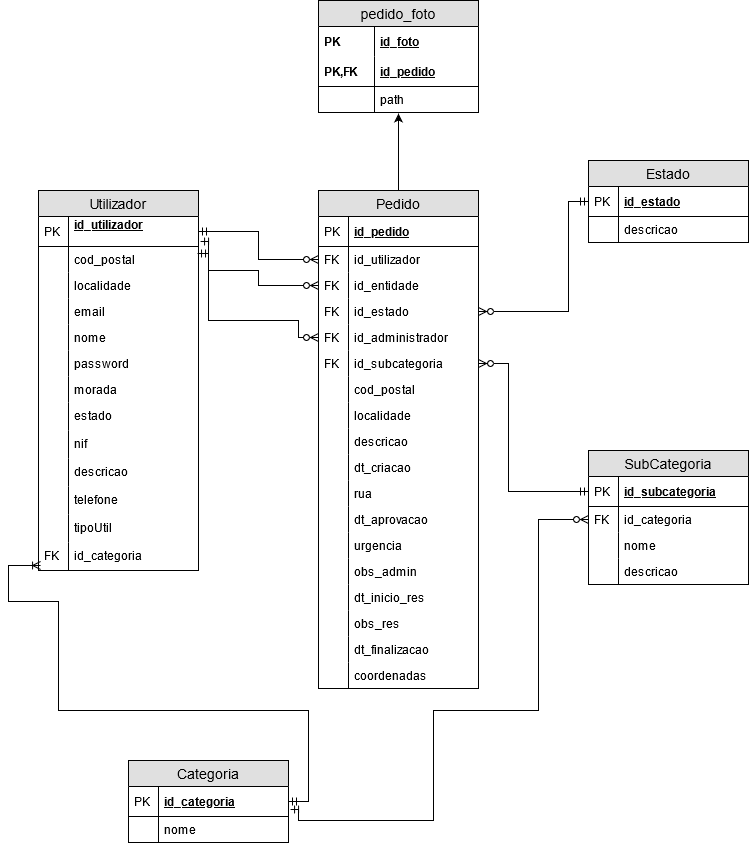 pedido_foto
PK id_foto
PK,FK id_pedido
path
Estado
PK id_estado
descricao
Utilizador
PK id_utilizador
cod_postal
localidade
email
nome
password
morada
estado
nif
descricao
telefone
tipoUtil
FK id_categoria
Pedido
PK id_pedido
FK id_utilizador
FK id_entidade
FK id_estado
FK id_administrador
FK id_subcategoria
cod_postal
localidade
descricao
dt_criacao
rua
dt_aprovacao
urgencia
obs_admin
dt_inicio_res
obs_res
dt_finalizacao
coordenadas
SubCategoria
PK id_subcategoria
FK id_categoria
nome
descricao
Categoria
PK id_categoria
nome